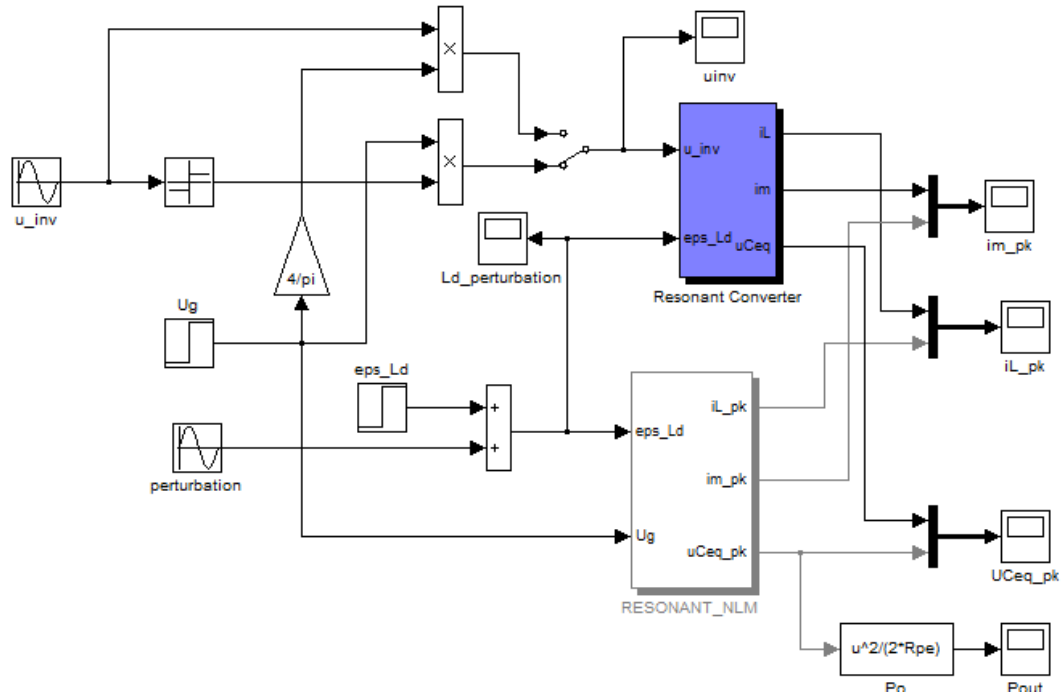 ×
uinv
×
u_inv
u_inv
iL
im
eps_Ld
uCeq
Resonant Converter
im_pk
Ld_perturbation
4/pi
Ug
iL_pk
eps_Ld
+
+
perturbation
eps_Ld
Ug
iL_pk
im_pk
uCeq_pk
RESONANT_NLM
UCeq_pk
u^2/(2*Rpe)
Po
Pout